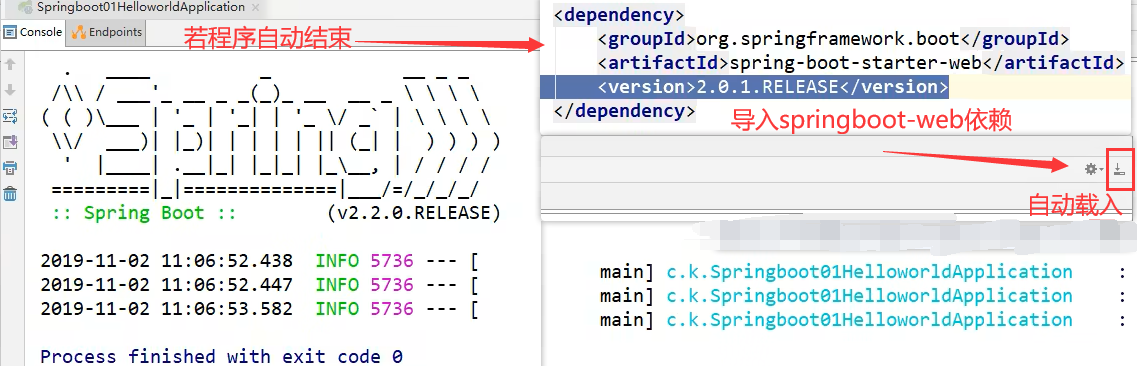 Springboot01HelloworldApplication
Console
Endpoints
若程序自动结束
<dependency>
<groupId>org.springframework.boot</groupId>
<artifactId>spring-boot-starter-web</artifactId>
<version>2.0.1.RELEASE</version>
</dependency>
导入springboot-web依赖
自动载入
:: Spring Boot :: (v2.2.0.RELEASE)
2019-11-02 11:06:52.438 INFO 5736 --- [ main] c.k.Springboot01HelloworldApplication :
2019-11-02 11:06:52.447 INFO 5736 --- [ main] c.k.Springboot01HelloworldApplication :
2019-11-02 11:06:53.582 INFO 5736 --- [ main] c.k.Springboot01HelloworldApplication :
Process finished with exit code 0